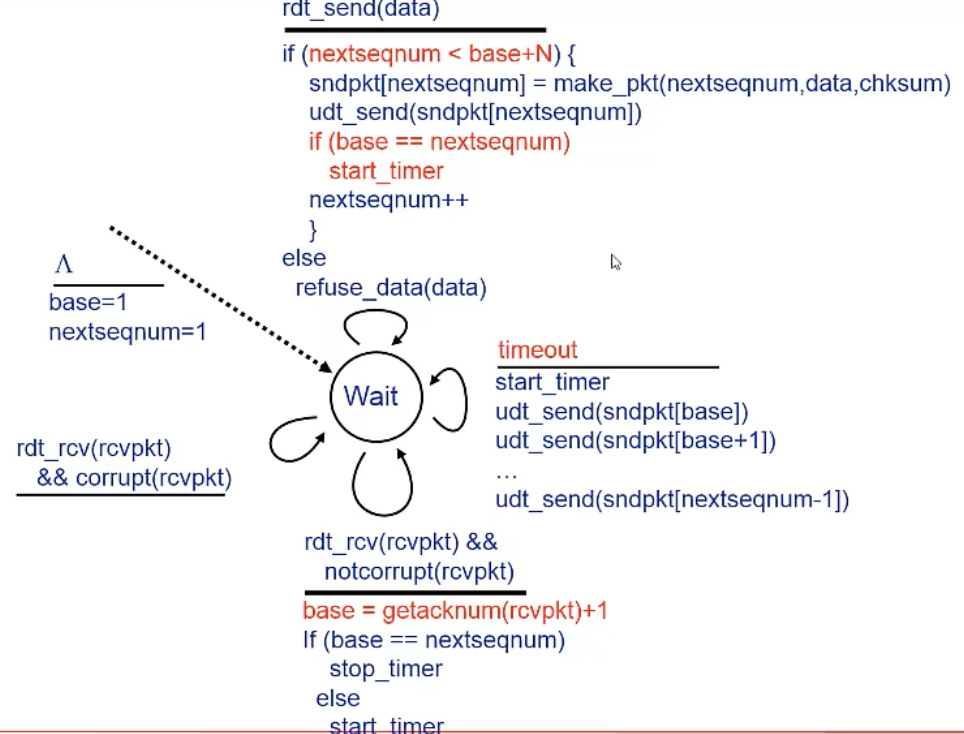 rdt_send(data)
if (nextseqnum < base+N) {
sndpkt[nextseqnum] = make_pkt(nextseqnum,data,chksum)
udt_send(sndpkt[nextseqnum])
if (base == nextseqnum)
start_timer
nextseqnum++
}
else
refuse_data(data)
Λ
base=1
nextseqnum=1
Wait
timeout
start_timer
udt_send(sndpkt[base])
udt_send(sndpkt[base+1])
…
udt_send(sndpkt[nextseqnum-1])
rdt_rcv(rcvpkt)
&& corrupt(rcvpkt)
rdt_rcv(rcvpkt) &&
notcorrupt(rcvpkt)
base = getacknum(rcvpkt)+1
If (base == nextseqnum)
stop_timer
else
start_timer